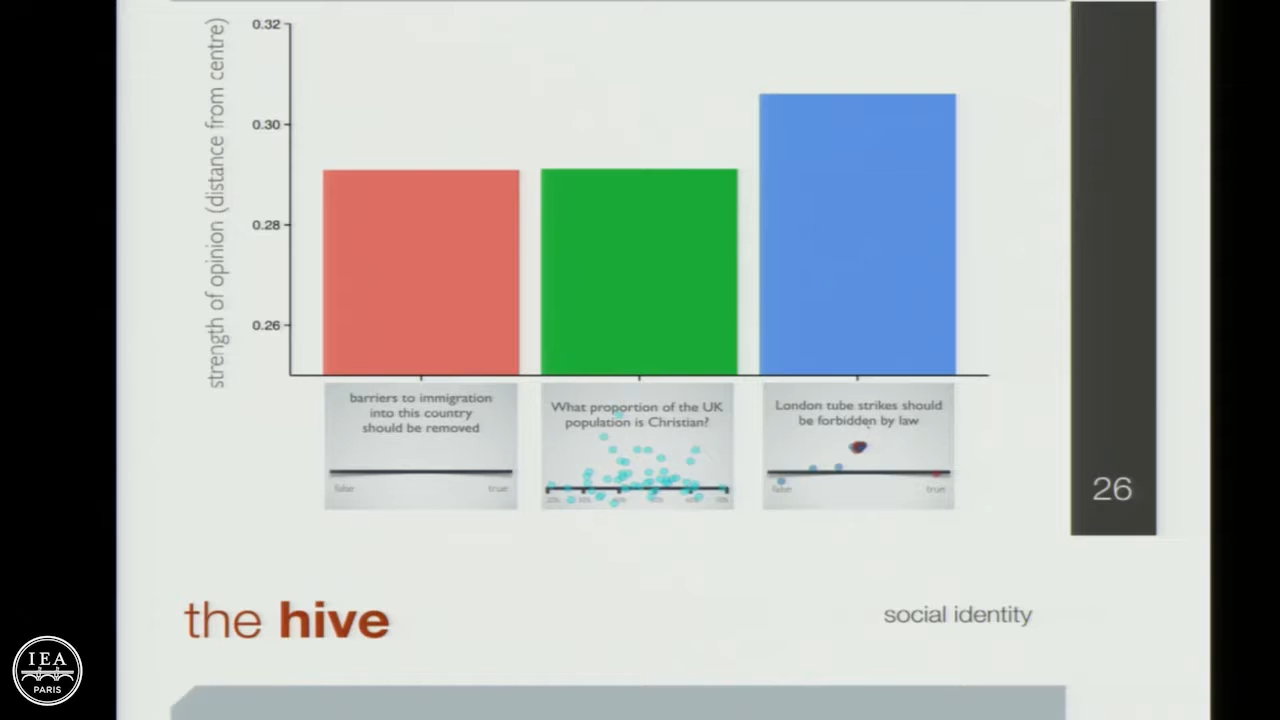 strength of opinion (distance from centre)
0.32
0.30
0.28
0.26
barriers to immigration
into this country
should be removed
false
true
What proportion of the UK
population is Christian?
London tube strikes should
be forbidden by law
false
true
26
the hive
social identity
IEA
PARIS